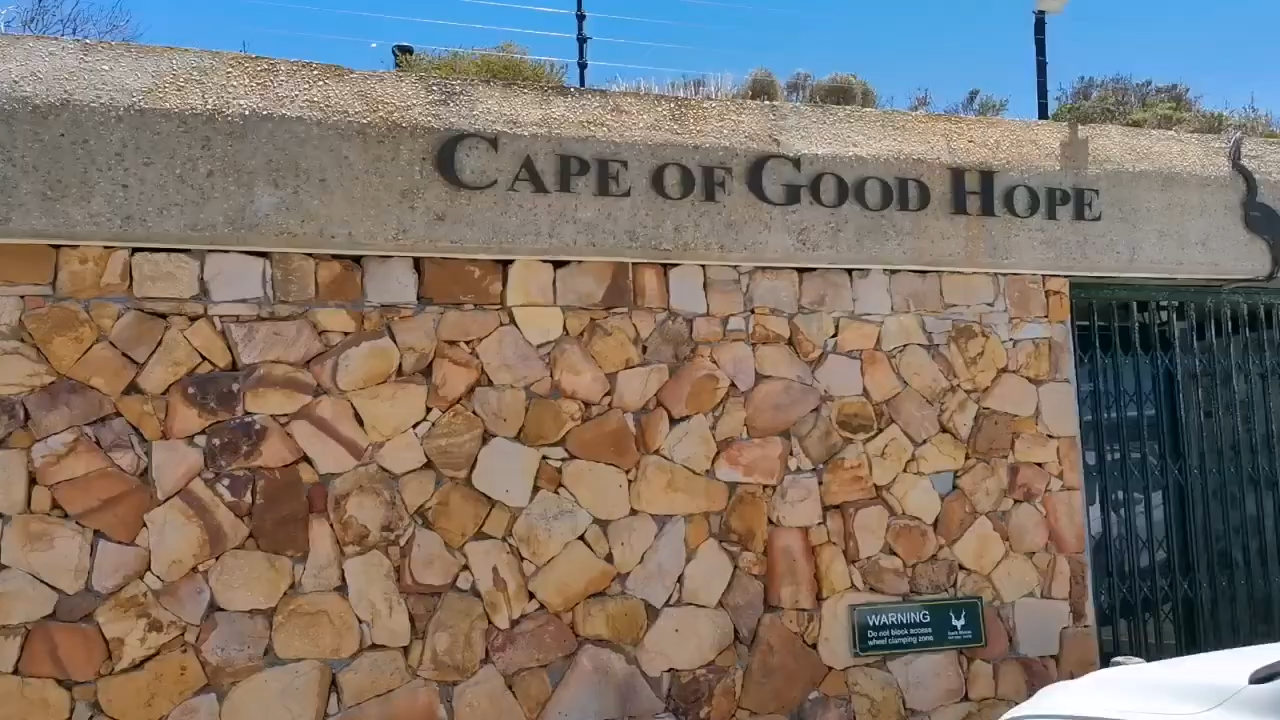 CAPE OF GOOD HOPE
WARNING
Do not block access
wheel clamping zone